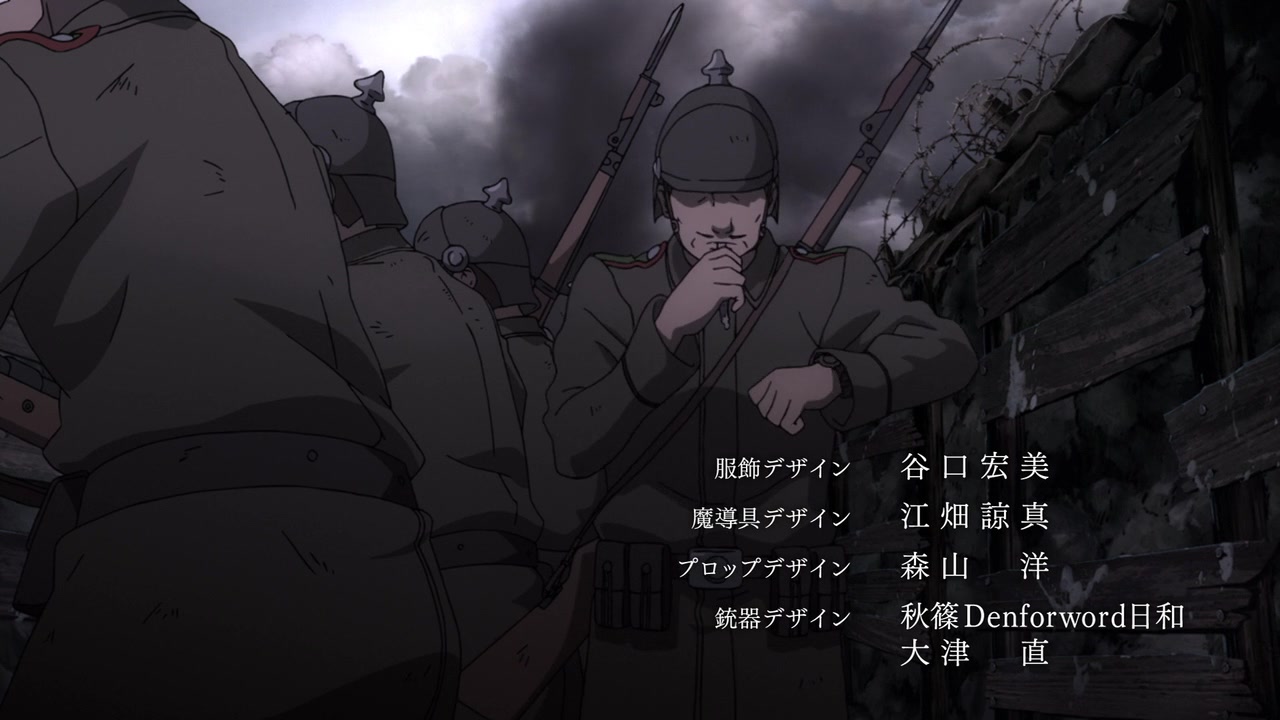 服飾デザイン 谷口宏美
魔導具デザイン 江畑諒真
プロップデザイン 森山 洋
銃器デザイン 秋篠Denforword日和
大津 直